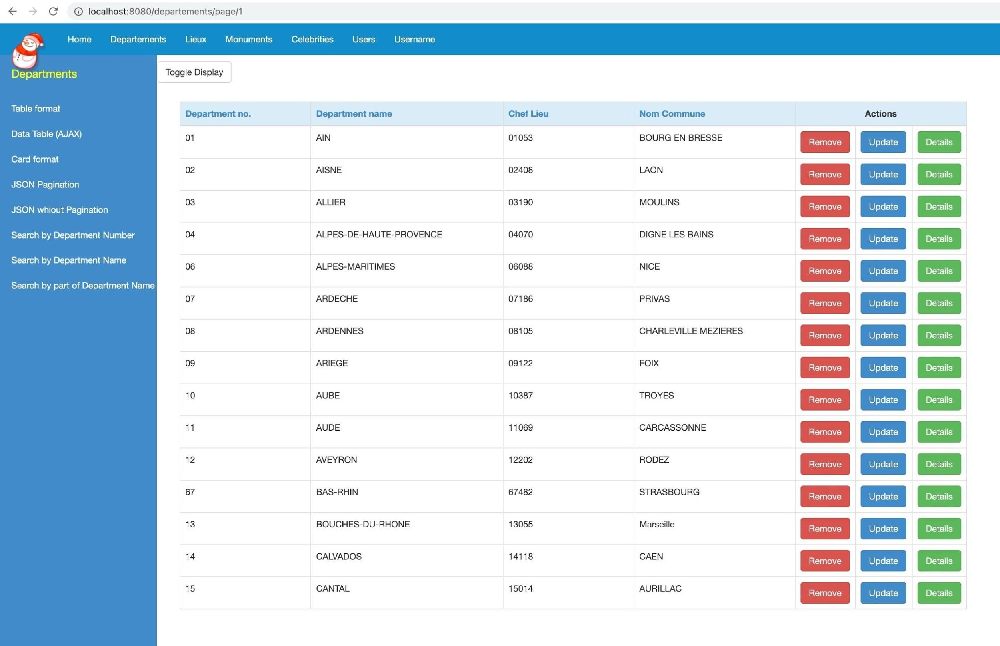 localhost:8080/departements/page/1
Home Departements Lieux Monuments Celebrities Users Username
Departments
Table format
Data Table (AJAX)
Card format
JSON Pagination
JSON whiout Pagination
Search by Department Number
Search by Department Name
Search by part of Department Name
Toggle Display
Department no. Department name Chef Lieu Nom Commune Actions
01 AIN 01053 BOURG EN BRESSE Remove Update Details
02 AISNE 02408 LAON Remove Update Details
03 ALLIER 03190 MOULINS Remove Update Details
04 ALPES-DE-HAUTE-PROVENCE 04070 DIGNE LES BAINS Remove Update Details
06 ALPES-MARITIMES 06088 NICE Remove Update Details
07 ARDECHE 07186 PRIVAS Remove Update Details
08 ARDENNES 08105 CHARLEVILLE MEZIERES Remove Update Details
09 ARIEGE 09122 FOIX Remove Update Details
10 AUBE 10387 TROYES Remove Update Details
11 AUDE 11069 CARCASSONNE Remove Update Details
12 AVEYRON 12202 RODEZ Remove Update Details
67 BAS-RHIN 67482 STRASBOURG Remove Update Details
13 BOUCHES-DU-RHONE 13055 Marseille Remove Update Details
14 CALVADOS 14118 CAEN Remove Update Details
15 CANTAL 15014 AURILLAC Remove Update Details